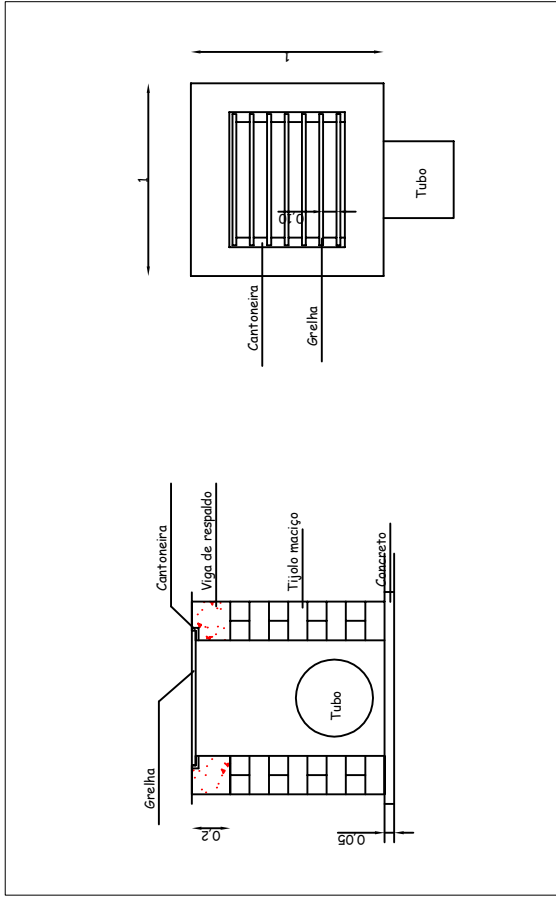 1
1
Tubo
0,10
Cantoneira
Grelha
Cantoneira
Viga de respaldo
Tijolo maciço
Concreto
Grelha
Tubo
0,2
0,05